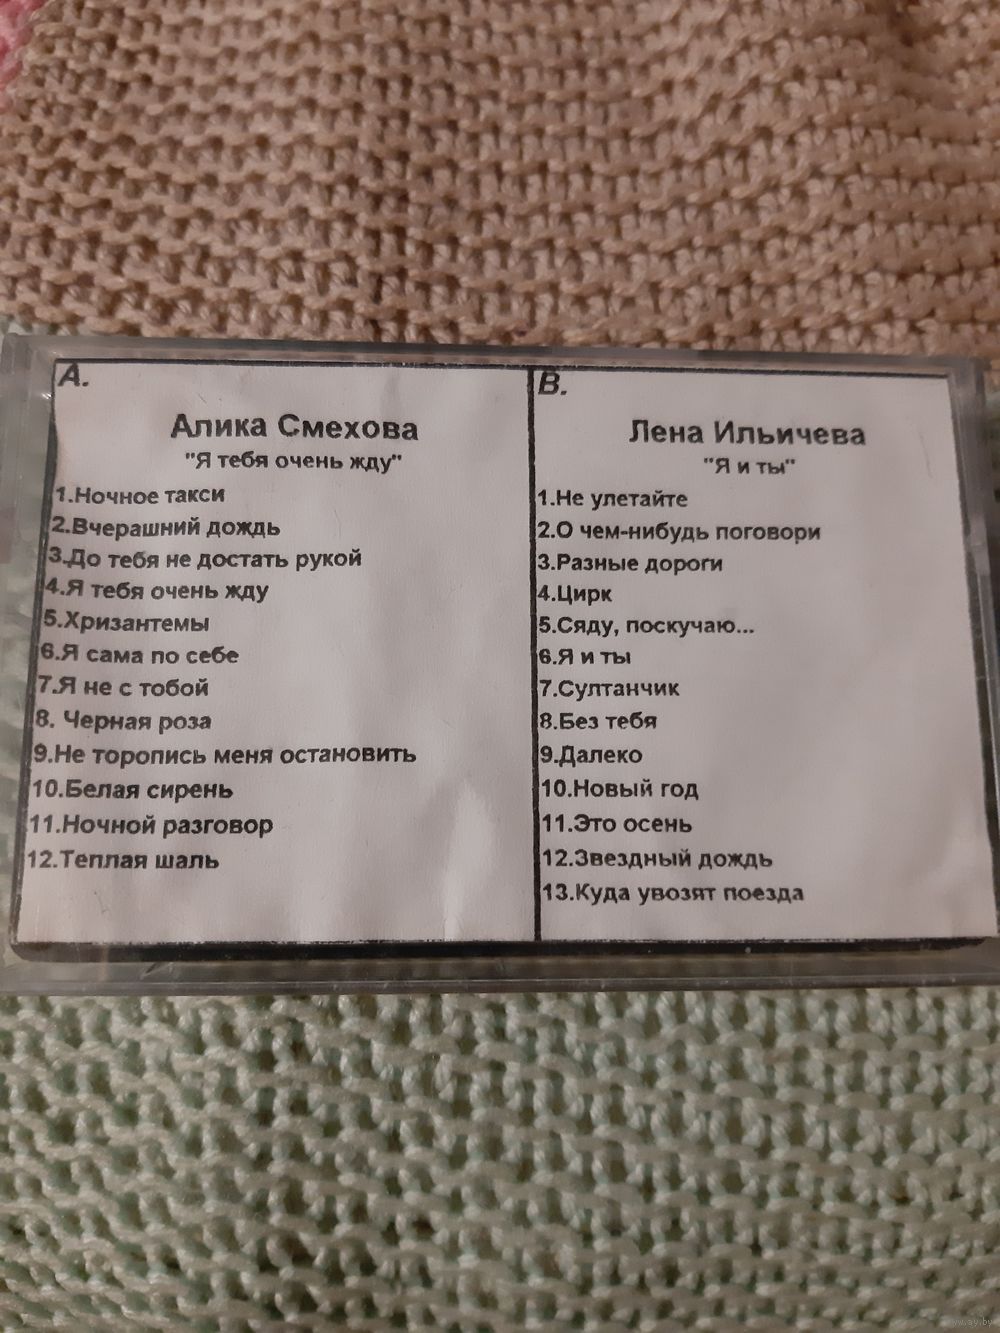 A.
Алика Смехова
"Я тебя очень жду"
1.Ночное такси
2.Вчерашний дождь
3.До тебя не достать рукой
4.Я тебя очень жду
5.Хризантемы
6.Я сама по себе
7.Я не с тобой
8. Черная роза
9.Не торопись меня остановить
10.Белая сирень
11.Ночной разговор
12.Теплая шаль
B.
Лена Ильичева
"Я и ты"
1.Не улетайте
2.О чем-нибудь поговори
3.Разные дороги
4.Цирк
5.Сяду, поскучаю...
6.Я и ты
7.Султанчик
8.Без тебя
9.Далеко
10.Новый год
11.Это осень
12.Звездный дождь
13.Куда увозят поезда